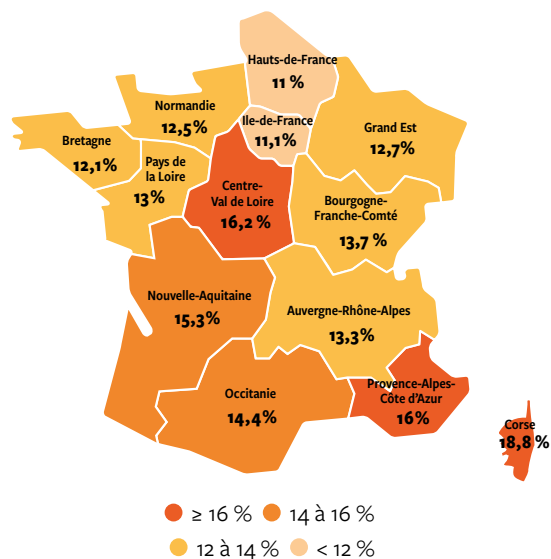 Hauts-de-France
11 %
Normandie
12,5%
Ile-de-France
11,1%
Grand Est
12,7%
Bretagne
12,1%
Pays de
la Loire
13%
Centre-
Val de Loire
16,2 %
Bourgogne-
Franche-Comté
13,7 %
Nouvelle-Aquitaine
15,3%
Auvergne-Rhône-Alpes
13,3%
Occitanie
14,4%
Provence-Alpes-
Côte d'Azur
16%
Corse
18,8 %
≥ 16 % 14 à 16 %
12 à 14 % < 12 %